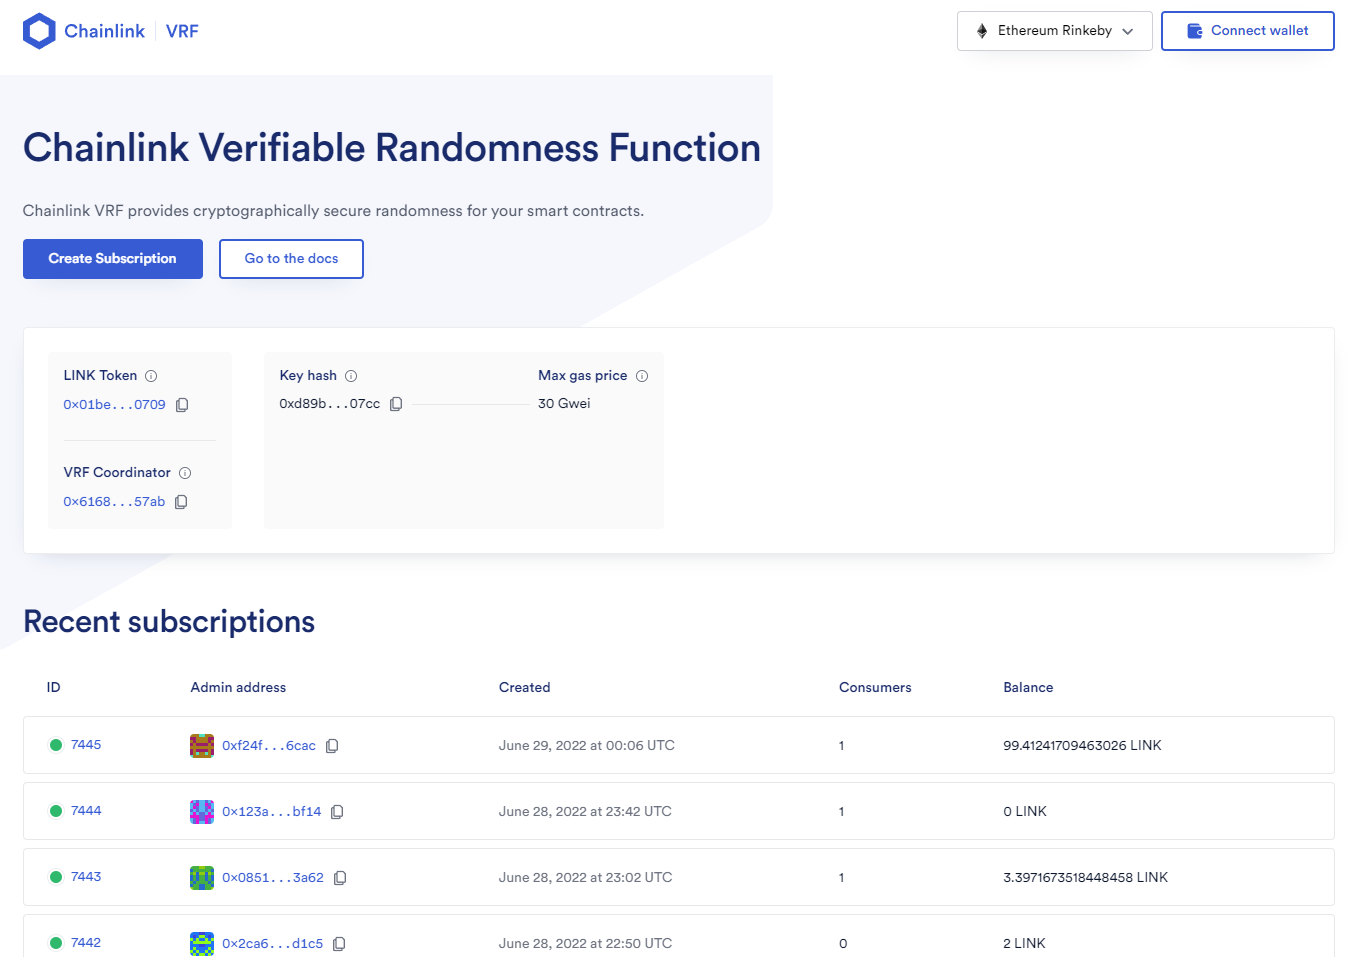 Chainlink VRF
Ethereum Rinkeby
Connect wallet
Chainlink Verifiable Randomness Function
Chainlink VRF provides cryptographically secure randomness for your smart contracts.
Create Subscription
Go to the docs
LINK Token
0x01be...0709
VRF Coordinator
0x6168...57ab
Key hash Max gas price
0xd89b...07cc 30 Gwei
Recent subscriptions
ID Admin address Created Consumers Balance
7445 0xf24f...6cac June 29, 2022 at 00:06 UTC 1 99.41241709463026 LINK
7444 0x123a...bf14 June 28, 2022 at 23:42 UTC 1 0 LINK
7443 0x0851...3a62 June 28, 2022 at 23:02 UTC 1 3.3971673518448458 LINK
7442 0x2ca6...d1c5 June 28, 2022 at 22:50 UTC 0 2 LINK